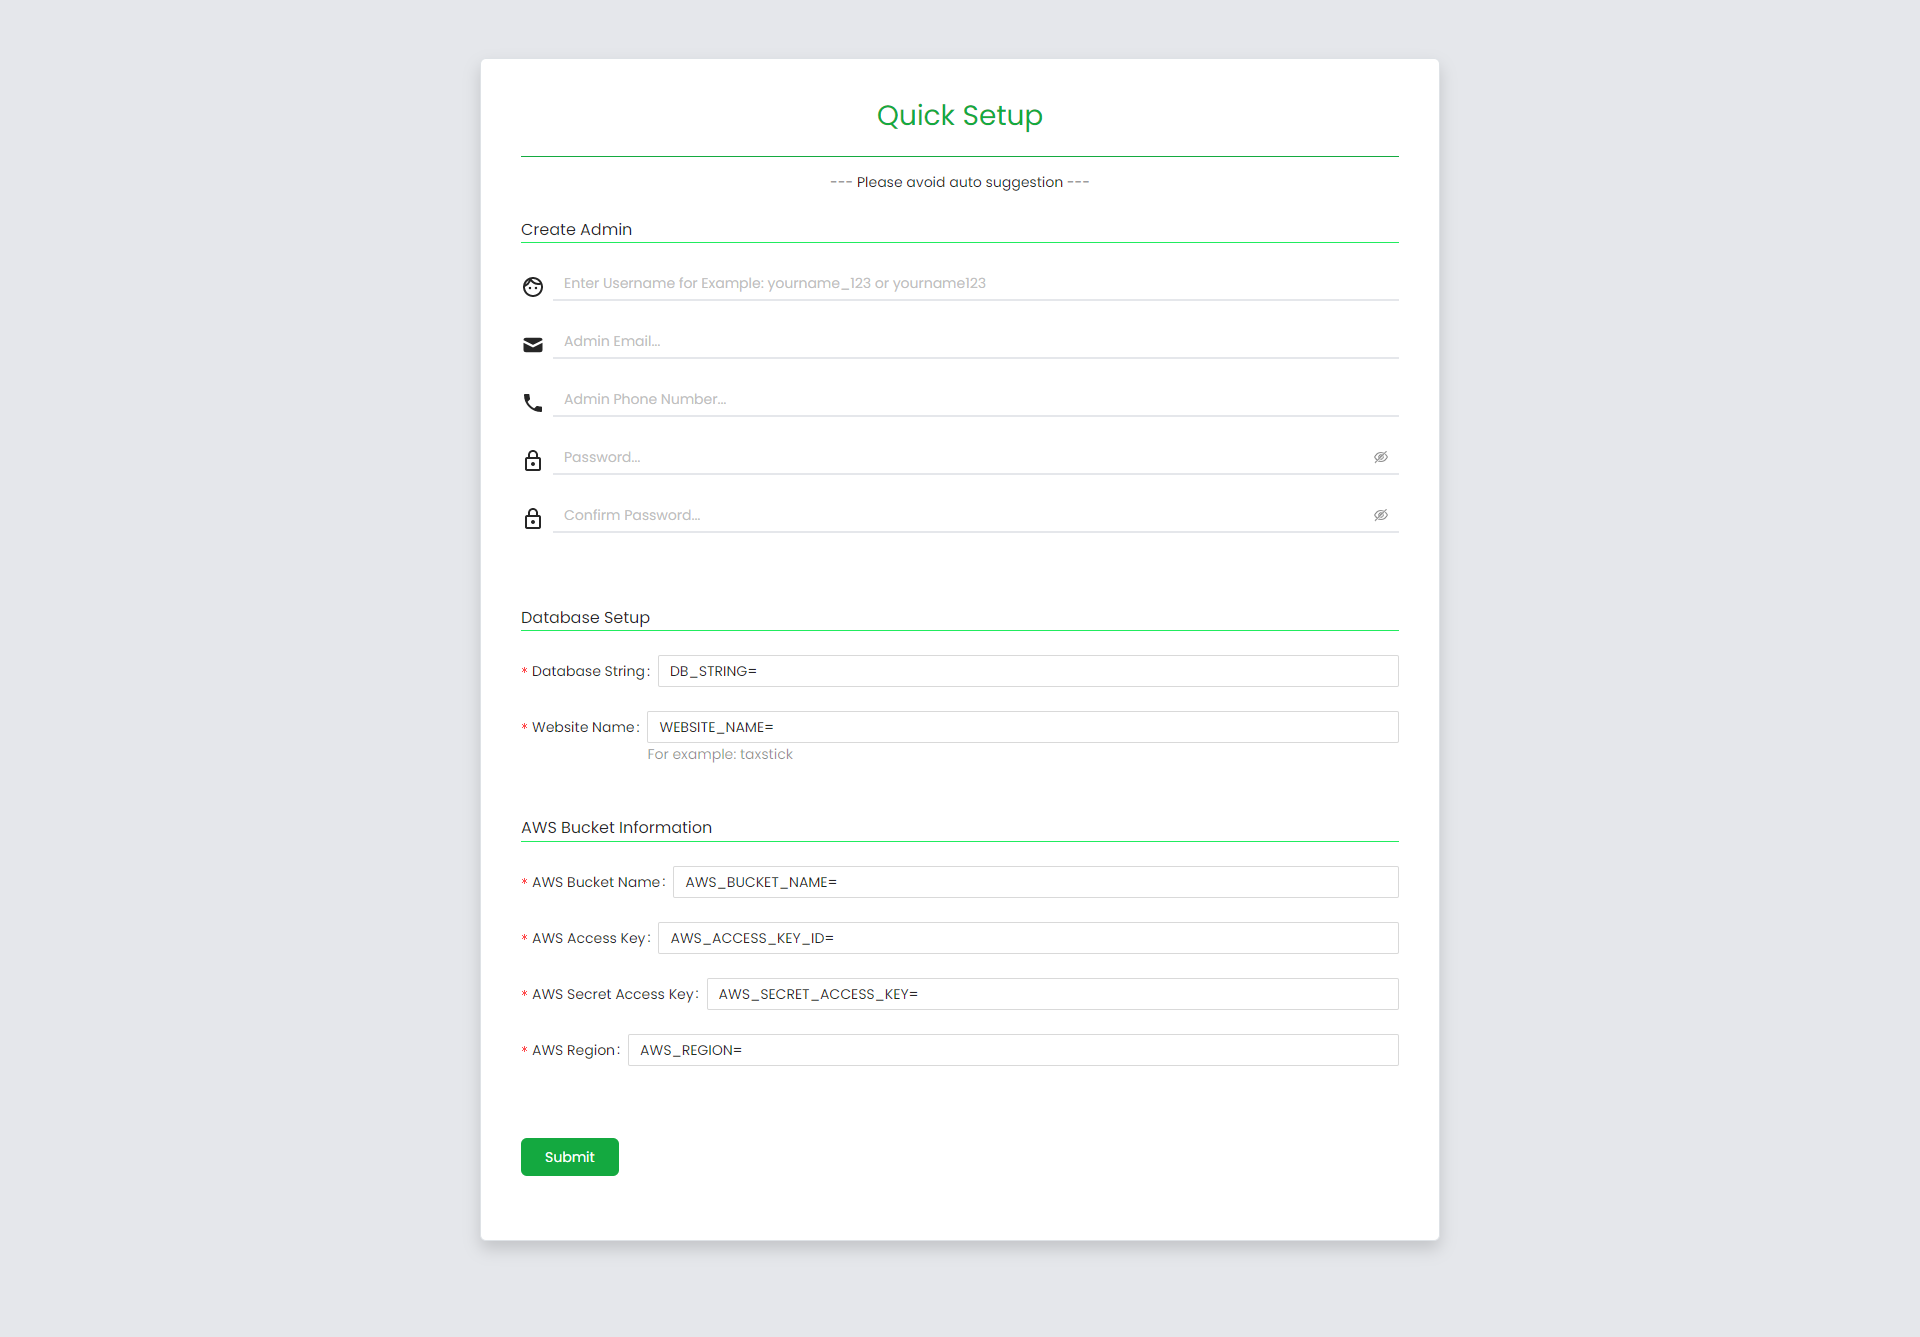 Quick Setup
--- Please avoid auto suggestion ---
Create Admin
Enter Username for Example: yourname_123 or yourname123
Admin Email...
Admin Phone Number...
Password...
Confirm Password...
Database Setup
* Database String: DB_STRING=
* Website Name: WEBSITE_NAME=
For example: taxstick
AWS Bucket Information
* AWS Bucket Name: AWS_BUCKET_NAME=
* AWS Access Key: AWS_ACCESS_KEY_ID=
* AWS Secret Access Key: AWS_SECRET_ACCESS_KEY=
* AWS Region: AWS_REGION=
Submit